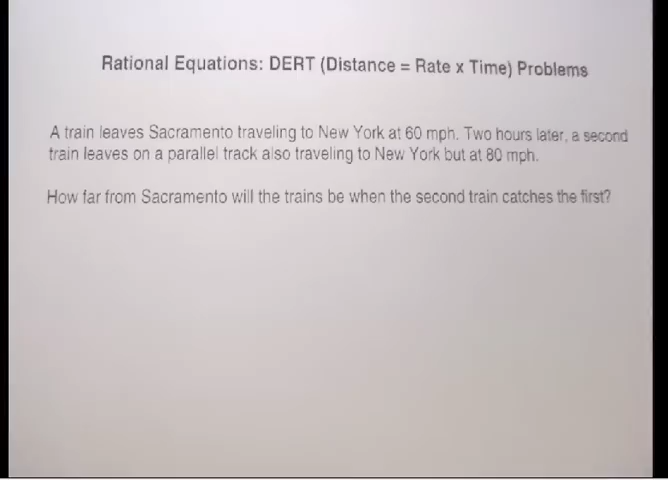 Rational Equations: DERT (Distance = Rate x Time) Problems
A train leaves Sacramento traveling to New York at 60 mph. Two hours later, a second
train leaves on a parallel track also traveling to New York but at 80 mph.
How far from Sacramento will the trains be when the second train catches the first?